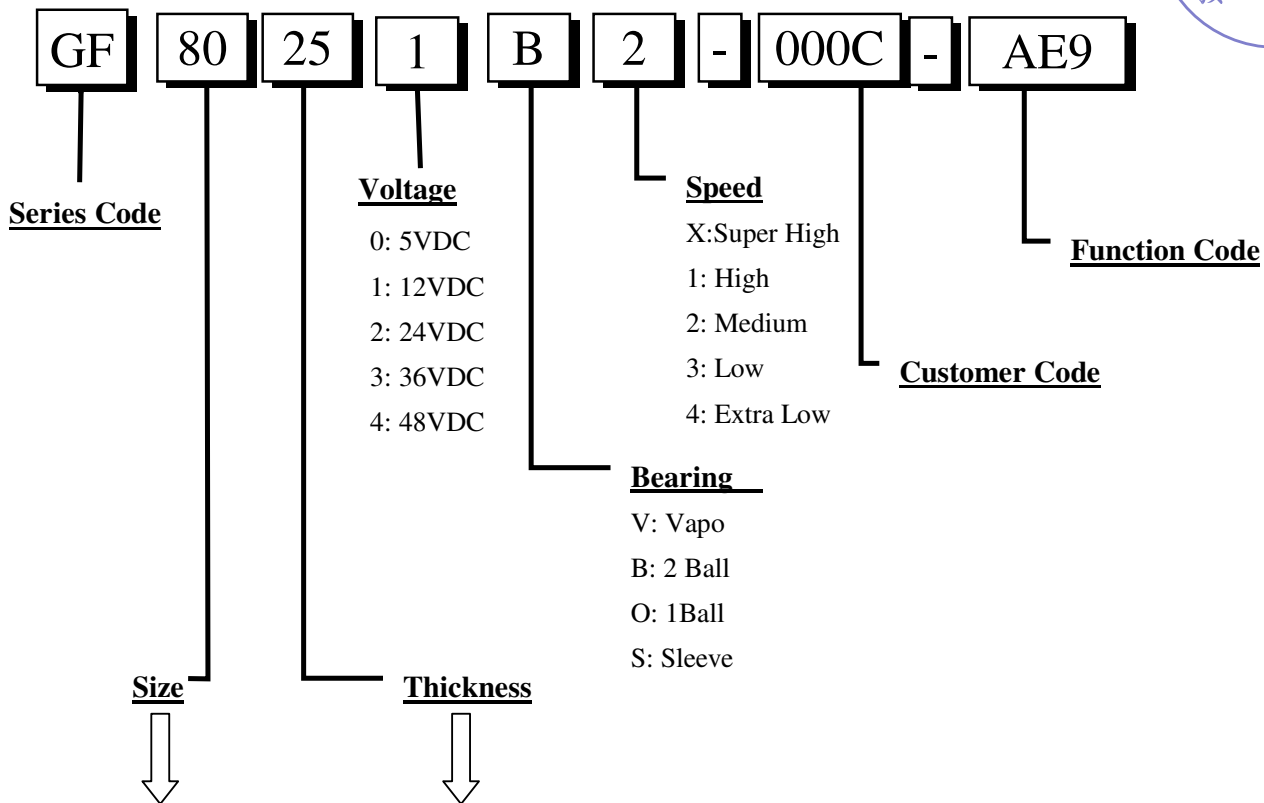 GF 80 25 1 B 2 - 000C - AE9
Series Code
Voltage
0: 5VDC
1: 12VDC
2: 24VDC
3: 36VDC
4: 48VDC
Speed
X:Super High
1: High
2: Medium
3: Low
4: Extra Low
Function Code
Customer Code
Bearing
V: Vapo
B: 2 Ball
O: 1Ball
S: Sleeve
Size
Thickness